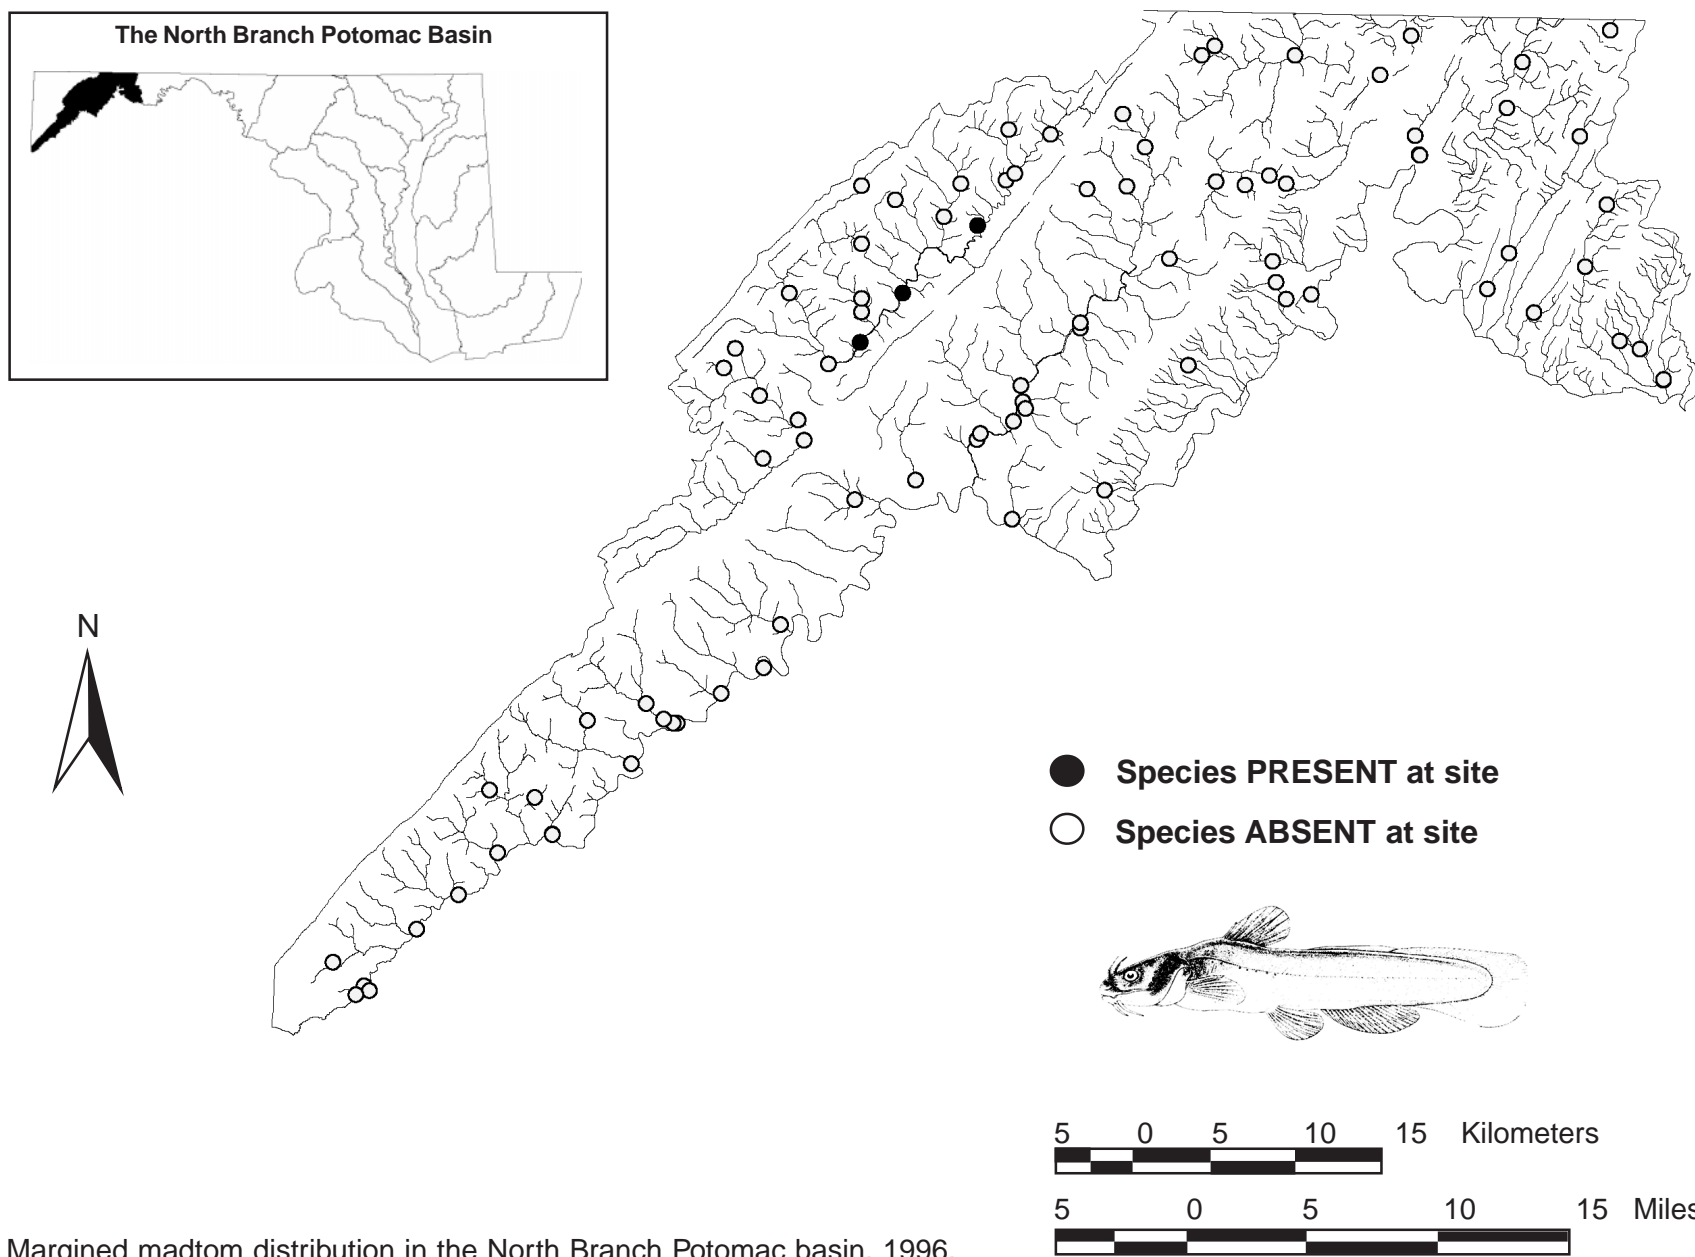 The North Branch Potomac Basin
N
Species PRESENT at site
Species ABSENT at site
5 0 5 10 15 Kilometers
5 0 5 10 15 Miles
Margined madtom distribution in the North Branch Potomac basin, 1996.